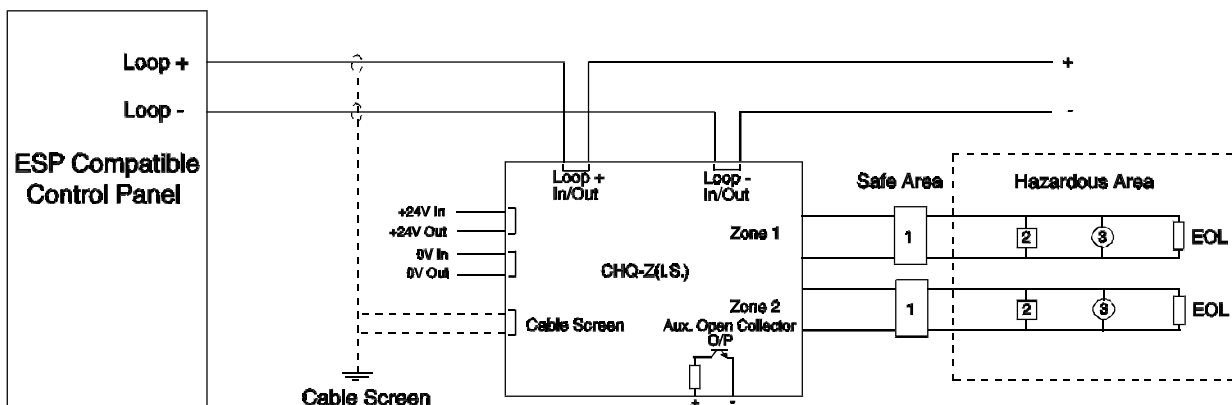 Loop +
Loop -
ESP Compatible
Control Panel
+
-
Loop +
In/Out
Loop -
In/Out
Safe Area
Hazardous Area
+24V In
+24V Out
0V In
0V Out
Zone 1
CHQ-Z(I.S.)
1
2
3
EOL
Zone 2
Cable Screen
Aux. Open Collector
O/P
1
2
3
EOL
+
-
Cable Screen